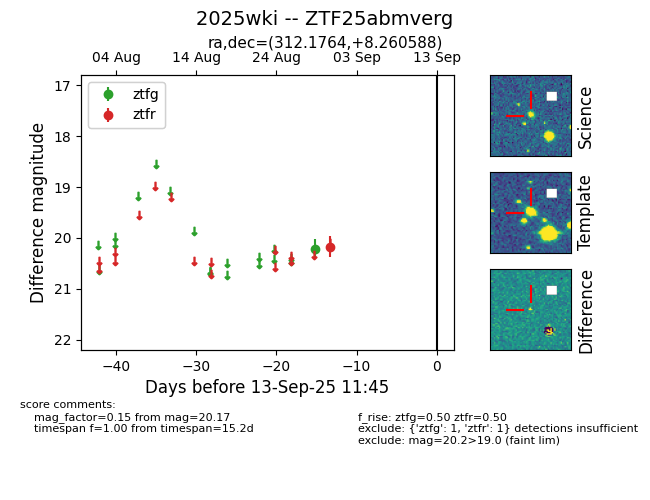 2025wki -- ZTF25abmverg
ra,dec=(312.1764,+8.260588)
04 Aug 14 Aug 24 Aug 03 Sep 13 Sep
ztfg
ztfr
17
18
19
20
21
22
Difference magnitude
−40 −30 −20 −10 0
Days before 13-Sep-25 11:45
Science
Template
Difference
score comments:
mag_factor=0.15 from mag=20.17
timespan f=1.00 from timespan=15.2d
f_rise: ztfg=0.50 ztfr=0.50
exclude: {'ztfg': 1, 'ztfr': 1} detections insufficient
exclude: mag=20.2>19.0 (faint lim)